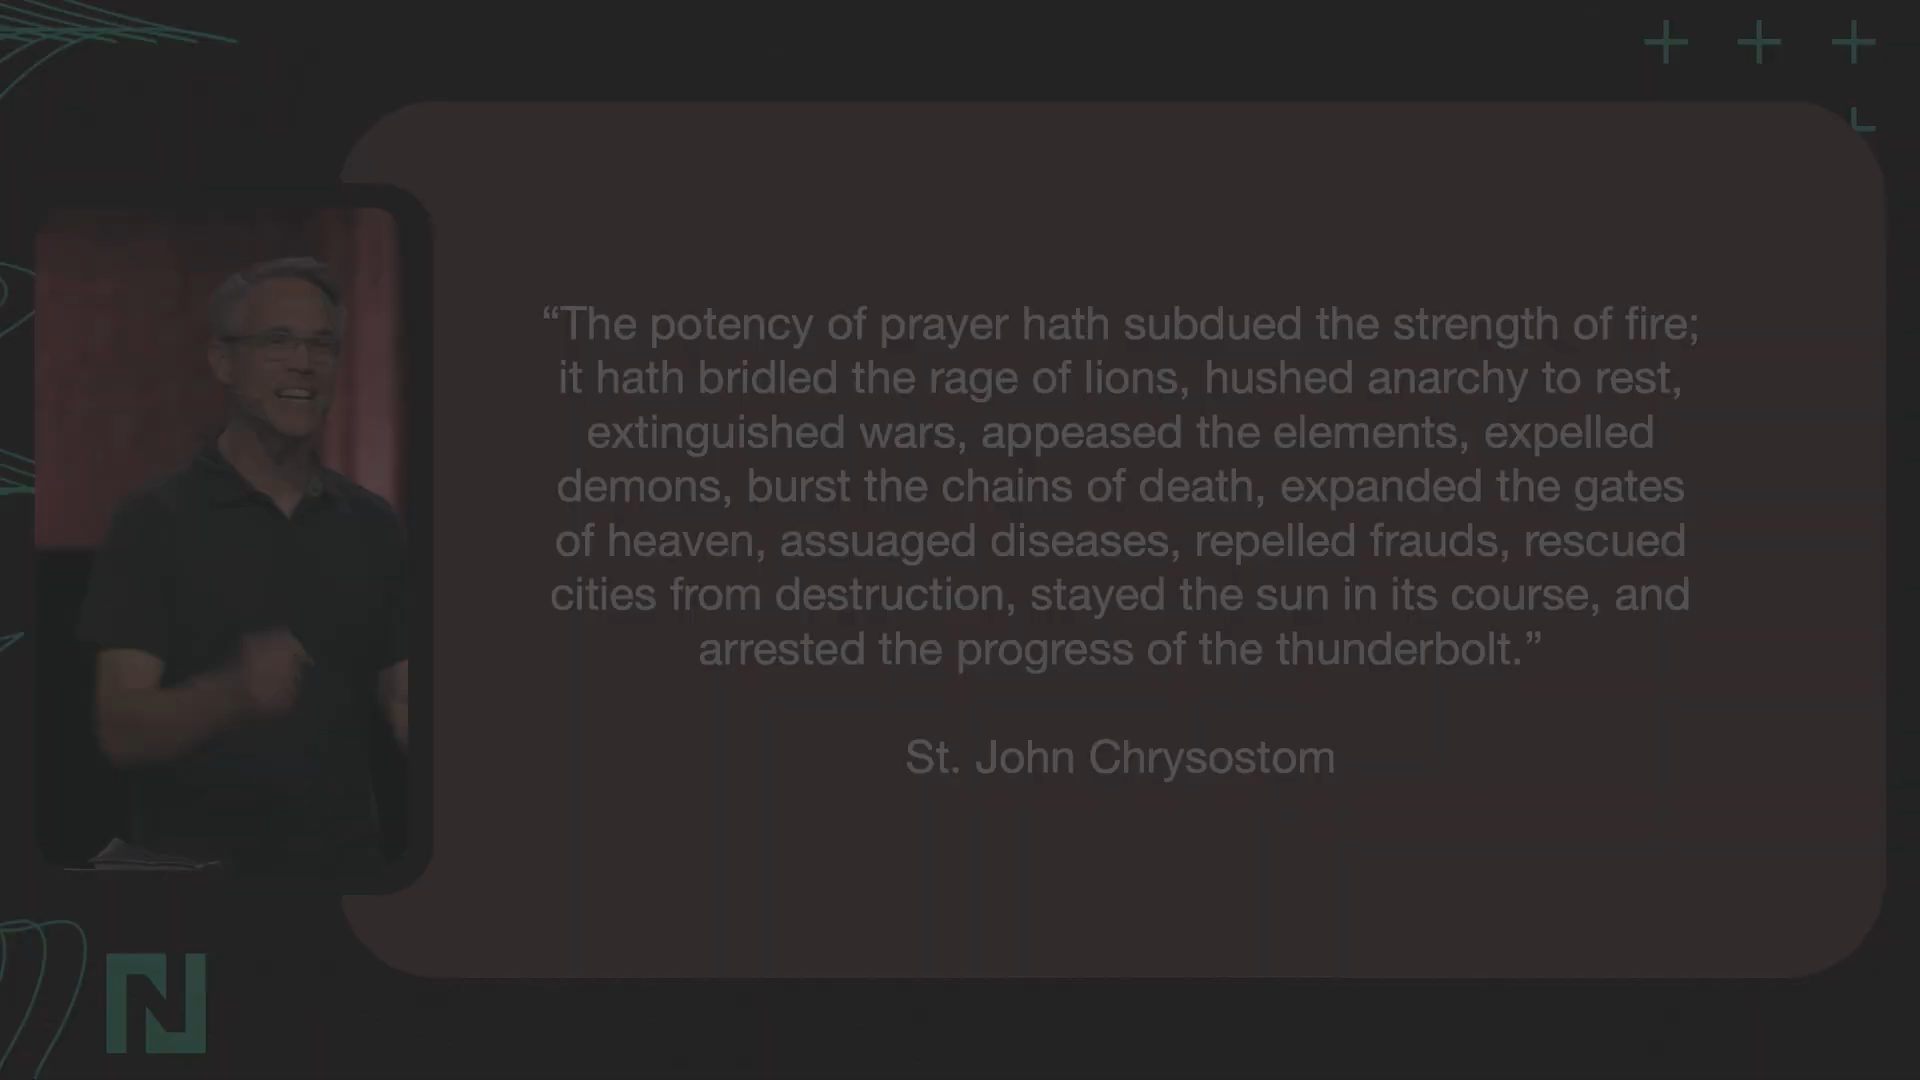 “The potency of prayer hath subdued the strength of fire;
it hath bridled the rage of lions, hushed anarchy to rest,
extinguished wars, appeased the elements, expelled
demons, burst the chains of death, expanded the gates
of heaven, assuaged diseases, repelled frauds, rescued
cities from destruction, stayed the sun in its course, and
arrested the progress of the thunderbolt.”
St. John Chrysostom
N